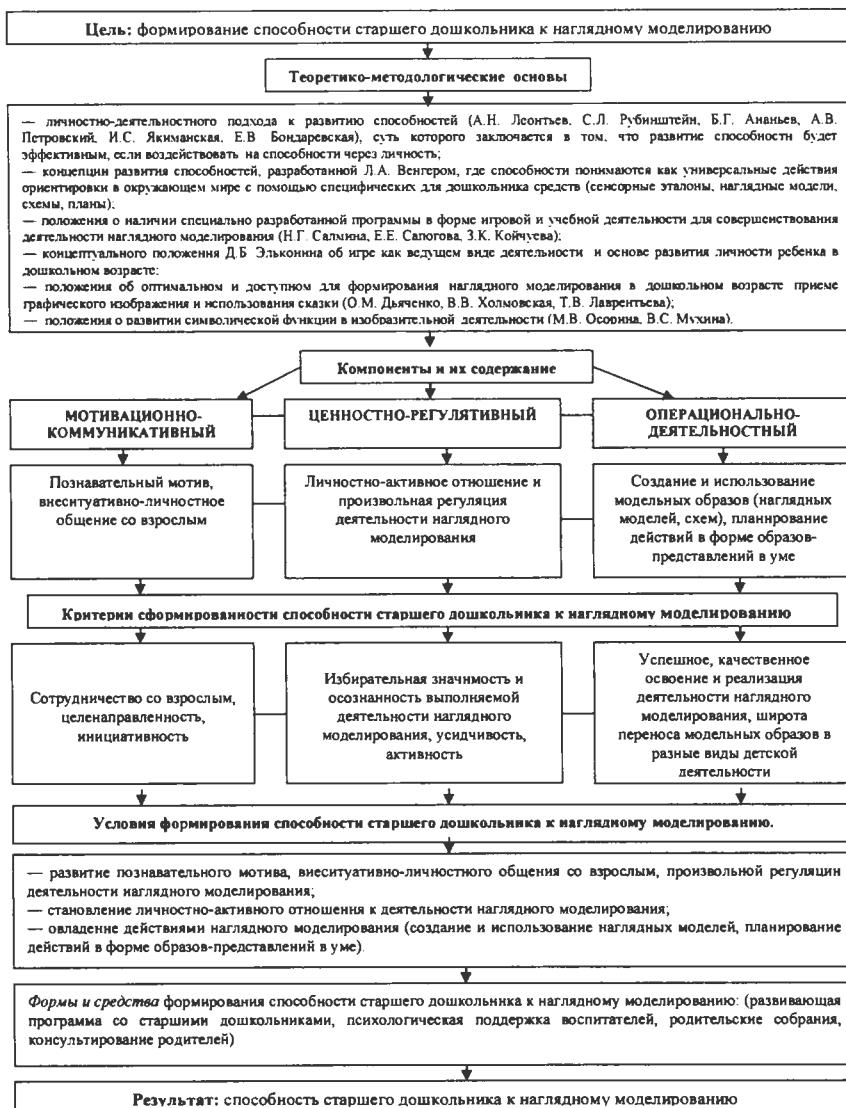 Цель: формирование способности старшего дошкольника к наглядному моделированию
Теоретико-методологические основы
— личностно-деятельностного подхода к развитию способностей (А.Н. Леонтьев, С.Л. Рубинштейн, Б.Г. Ананьев, А.В.
Петровский, И.С. Якиманская, Е.В Бондаревская), суть которого заключается в том, что развитие способности будет
эффективным, если воздействовать на способности через личность;
— концепции развития способностей, разработанной Л.А. Венгером, где способности понимаются как универсальные действия
ориентировки в окружающем мире с помощью специфических для дошкольника средств (сенсорные эталоны, наглядные модели,
схемы, планы);
— положения о наличии специально разработанной программы в форме игровой и учебной деятельности для совершенствования
деятельности наглядного моделирования (Н.Г. Салмина, Е.Е. Сапогова, З.К. Койчуева);
— концептуального положения Д.Б Эльконина об игре как ведущем виде деятельности и основе развития личности ребенка в
дошкольном возрасте;
— положения об оптимальном и доступном для формирования наглядного моделирования в дошкольном возрасте приеме
графического изображения и использования сказки (О.М. Дьяченко, В.В. Холмовская, Т.В. Лаврентьева);
— положения о развитии символической функции в изобразительной деятельности (М.В. Осорина, В.С. Мухина).
Компоненты и их содержание
МОТИВАЦИОННО-
КОММУНИКАТИВНЫЙ
ЦЕННОСТНО-РЕГУЛЯТИВНЫЙ
ОПЕРАЦИОНАЛЬНО-
ДЕЯТЕЛЬНОСТНЫЙ
Познавательный мотив,
внеситуативно-личностное
общение со взрослым
Личностно-активное отношение и
произвольная регуляция
деятельности наглядного
моделирования
Создание и использование
модельных образов (наглядных
моделей, схем), планирование
действий в форме образов-
представлений в уме
Критерии сформированности способности старшего дошкольника к наглядному моделированию
Сотрудничество со взрослым,
целенаправленность,
инициативность
Избирательная значимость и
осознанность выполняемой
деятельности наглядного
моделирования, усидчивость,
активность
Успешное, качественное
освоение и реализация
деятельности наглядного
моделирования, широта
переноса модельных образов в
разные виды детской
деятельности
Условия формирования способности старшего дошкольника к наглядному моделированию.
— развитие познавательного мотива, внеситуативно-личностного общения со взрослым, произвольной регуляции
деятельности наглядного моделирования;
— становление личностно-активного отношения к деятельности наглядного моделирования;
— овладение действиями наглядного моделирования (создание и использование наглядных моделей, планирование
действий в форме образов-представлений в уме).
Формы и средства формирования способности старшего дошкольника к наглядному моделированию: (развивающая
программа со старшими дошкольниками, психологическая поддержка воспитателей, родительские собрания,
консультирование родителей)
Результат: способность старшего дошкольника к наглядному моделированию